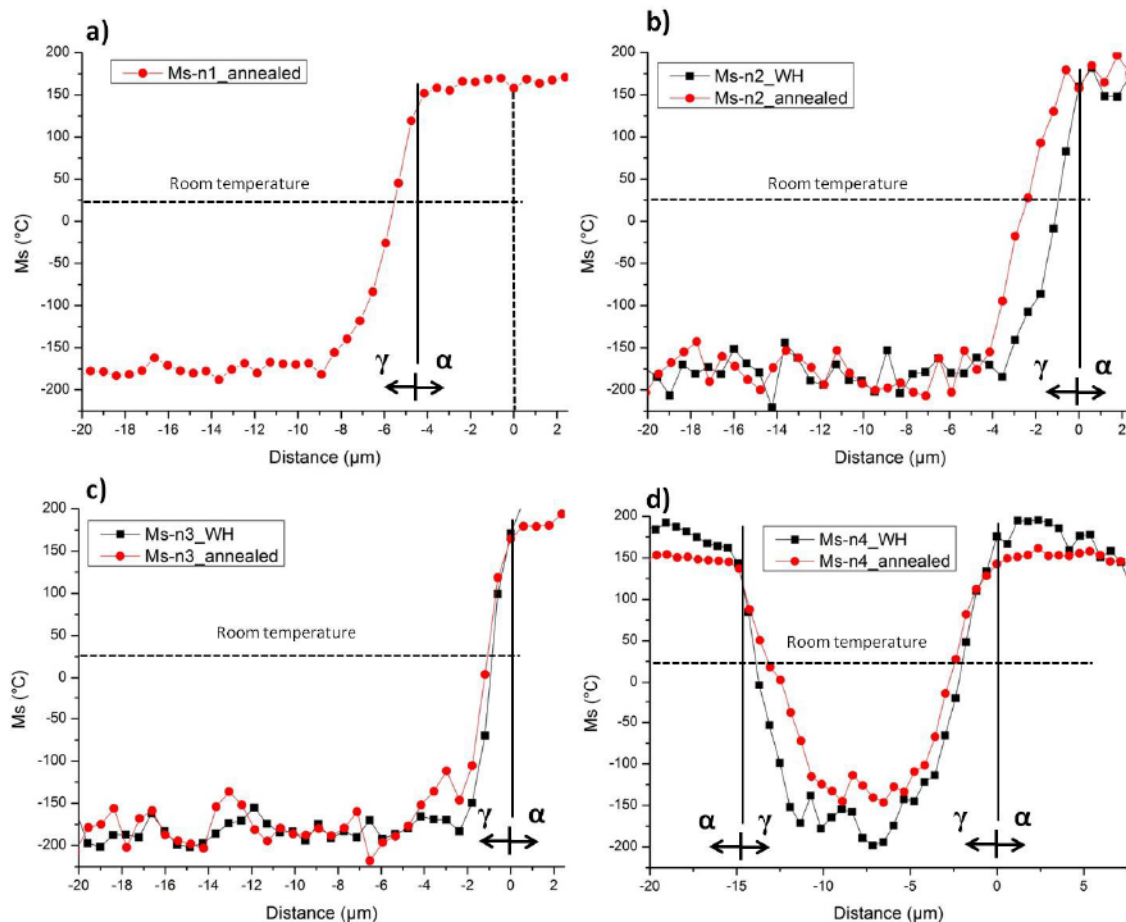 a)
Ms-n1_annealed
200
150
100
50
0
-50
-100
-150
-200
Ms (°C)
Room temperature
γ α
-20 -18 -16 -14 -12 -10 -8 -6 -4 -2 0 2
Distance (µm)
b)
Ms-n2_WH
Ms-n2_annealed
200
150
100
50
0
-50
-100
-150
-200
Ms (°C)
Room temperature
γ α
-20 -18 -16 -14 -12 -10 -8 -6 -4 -2 0 2
Distance (µm)
c)
Ms-n3_WH
Ms-n3_annealed
200
150
100
50
0
-50
-100
-150
-200
Ms (°C)
Room temperature
γ α
-20 -18 -16 -14 -12 -10 -8 -6 -4 -2 0 2
Distance (µm)
d)
Ms-n4_WH
Ms-n4_annealed
200
150
100
50
0
-50
-100
-150
-200
Ms (°C)
Room temperature
α γ γ α
-20 -15 -10 -5 0 5
Distance (µm)